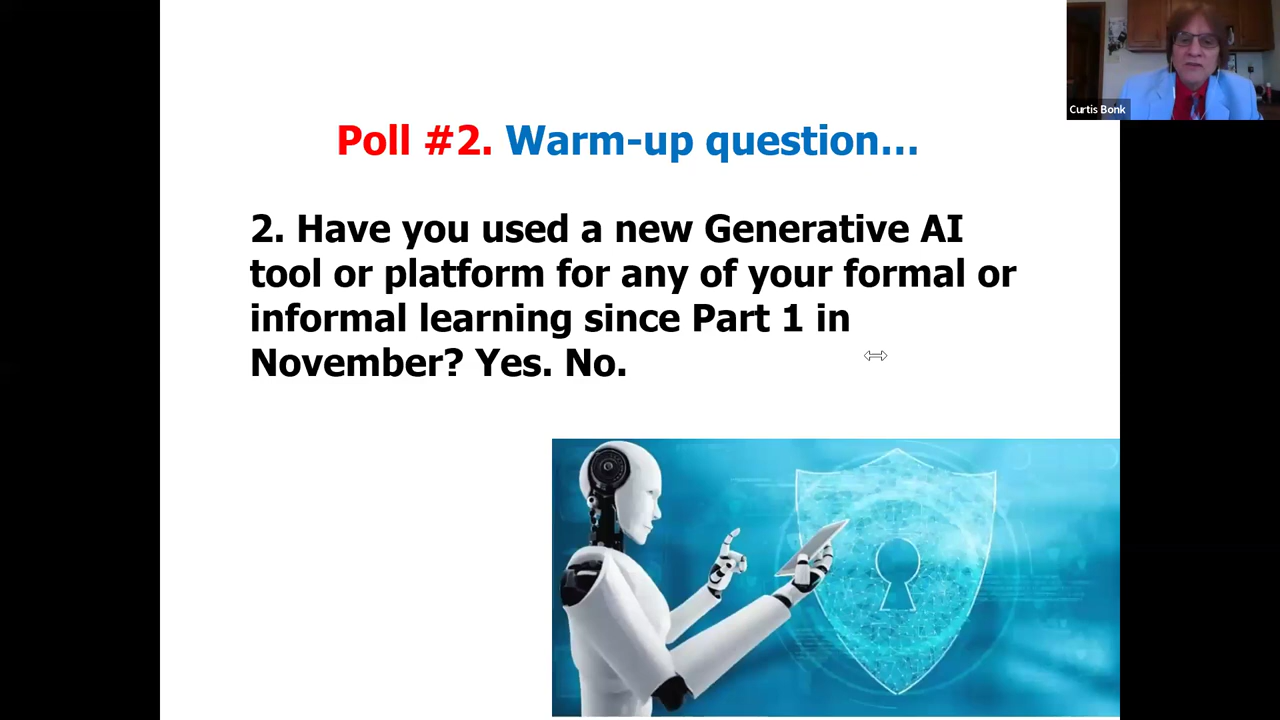 Poll #2. Warm-up question...
2. Have you used a new Generative AI
tool or platform for any of your formal or
informal learning since Part 1 in
November? Yes. No.
Curtis Bonk